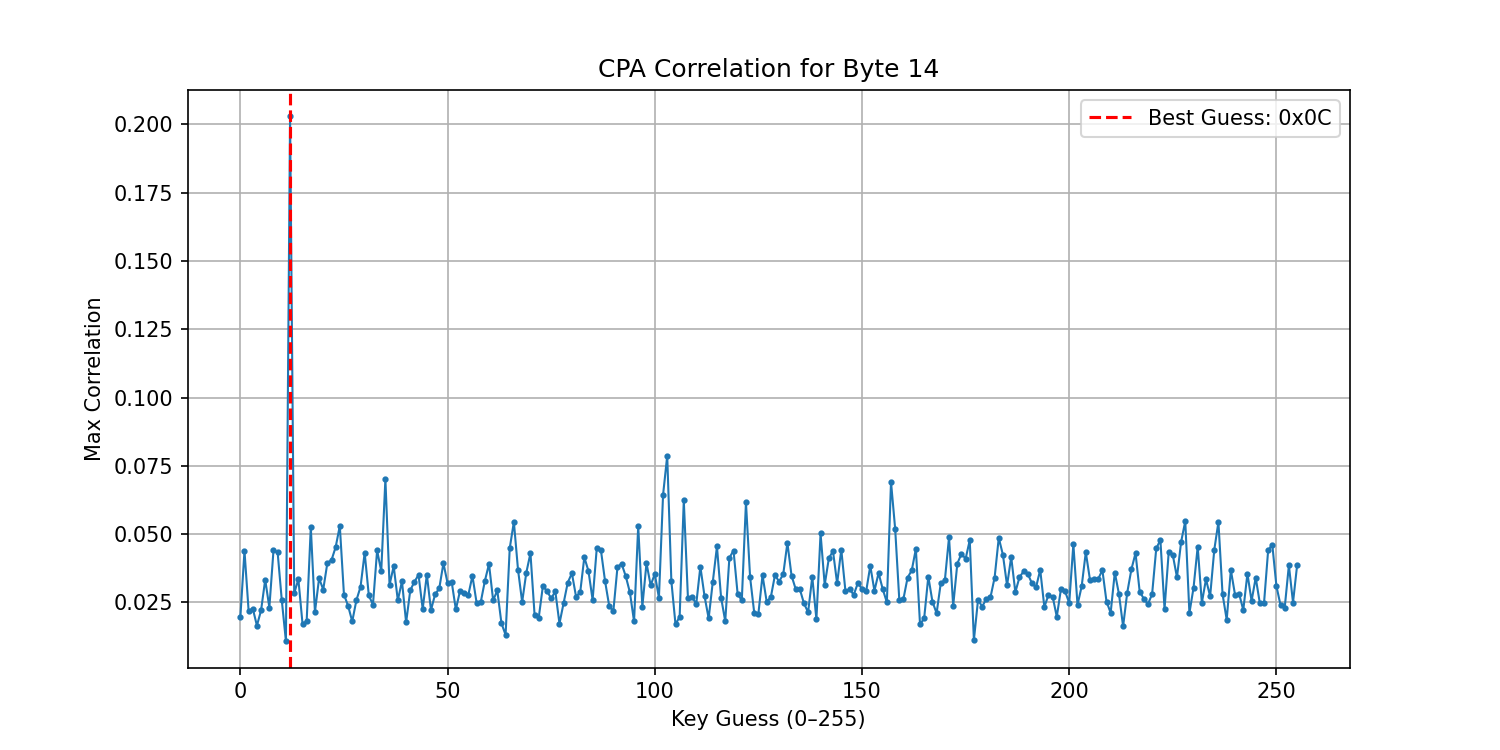 CPA Correlation for Byte 14
Best Guess: 0x0C
Max Correlation
0.200
0.175
0.150
0.125
0.100
0.075
0.050
0.025
0 50 100 150 200 250
Key Guess (0–255)